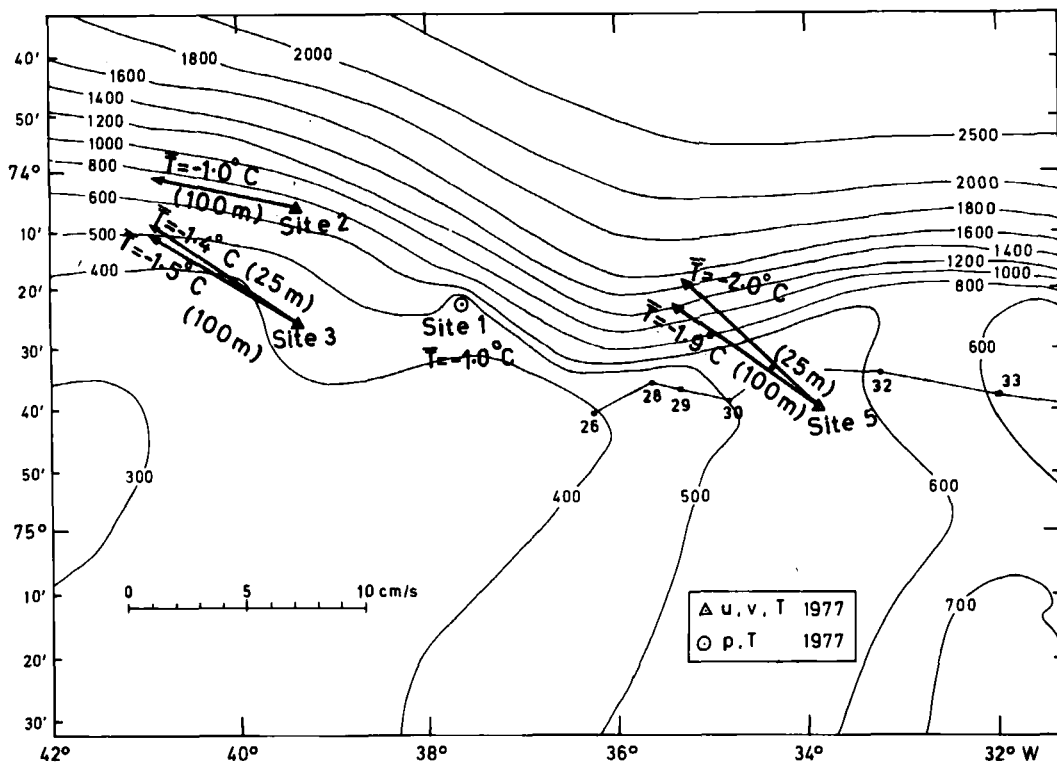 40'
50'
74°
10'
20'
30'
40'
50'
75°
10'
20'
30'
42°
40°
38°
36°
34°
32° W
1800
2000
1600
1400
1200
1000
800
600
500
400
300
2500
2000
1800
1600
1400
1200
1000
800
600
T̄=-1.0°C
(100m)
Site 2
T̄=-1.4°C (25m)
T̄=-1.5°C
(100m)
Site 3
Site 1
T̄=-1.0°C
T̄=-2.0°C
(25m)
T̄=-1.9°C (100m)
Site 5
26
28
29
30
32
33
400
500
600
700
0 5 10 cm/s
u, v, T 1977
p, T 1977